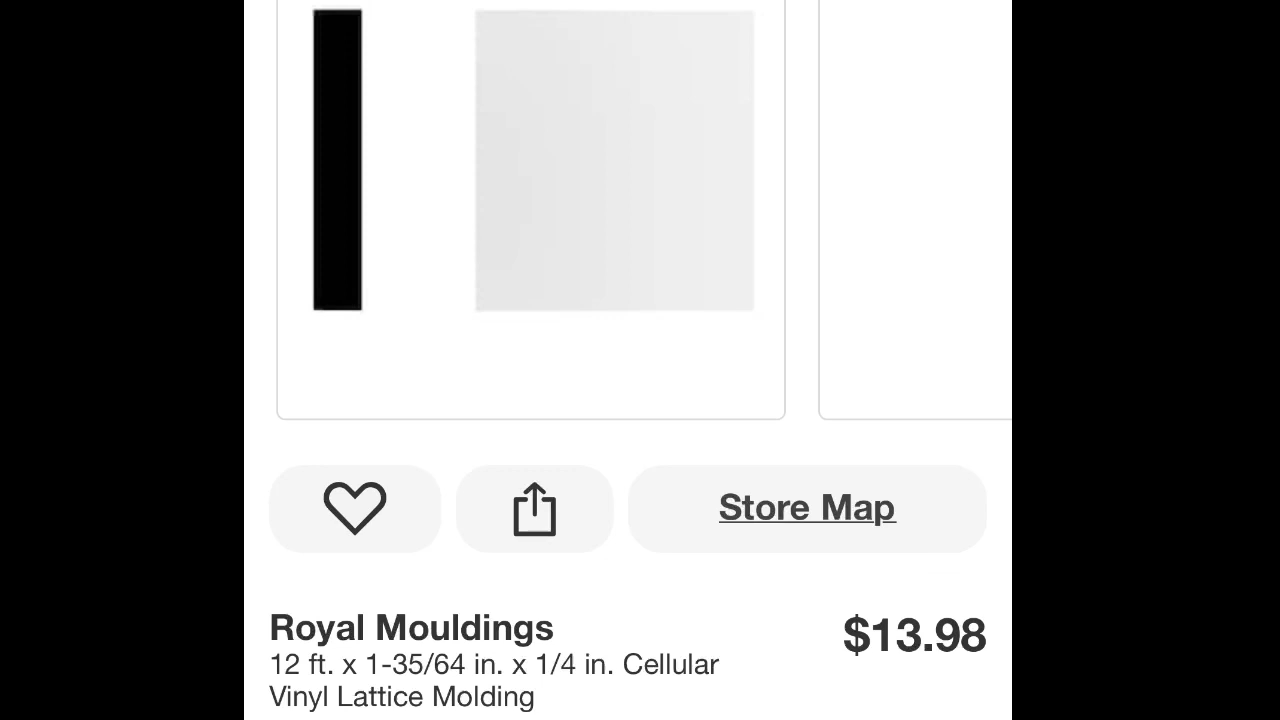 Store Map
Royal Mouldings
$13.98
12 ft. x 1-35/64 in. x 1/4 in. Cellular
Vinyl Lattice Molding